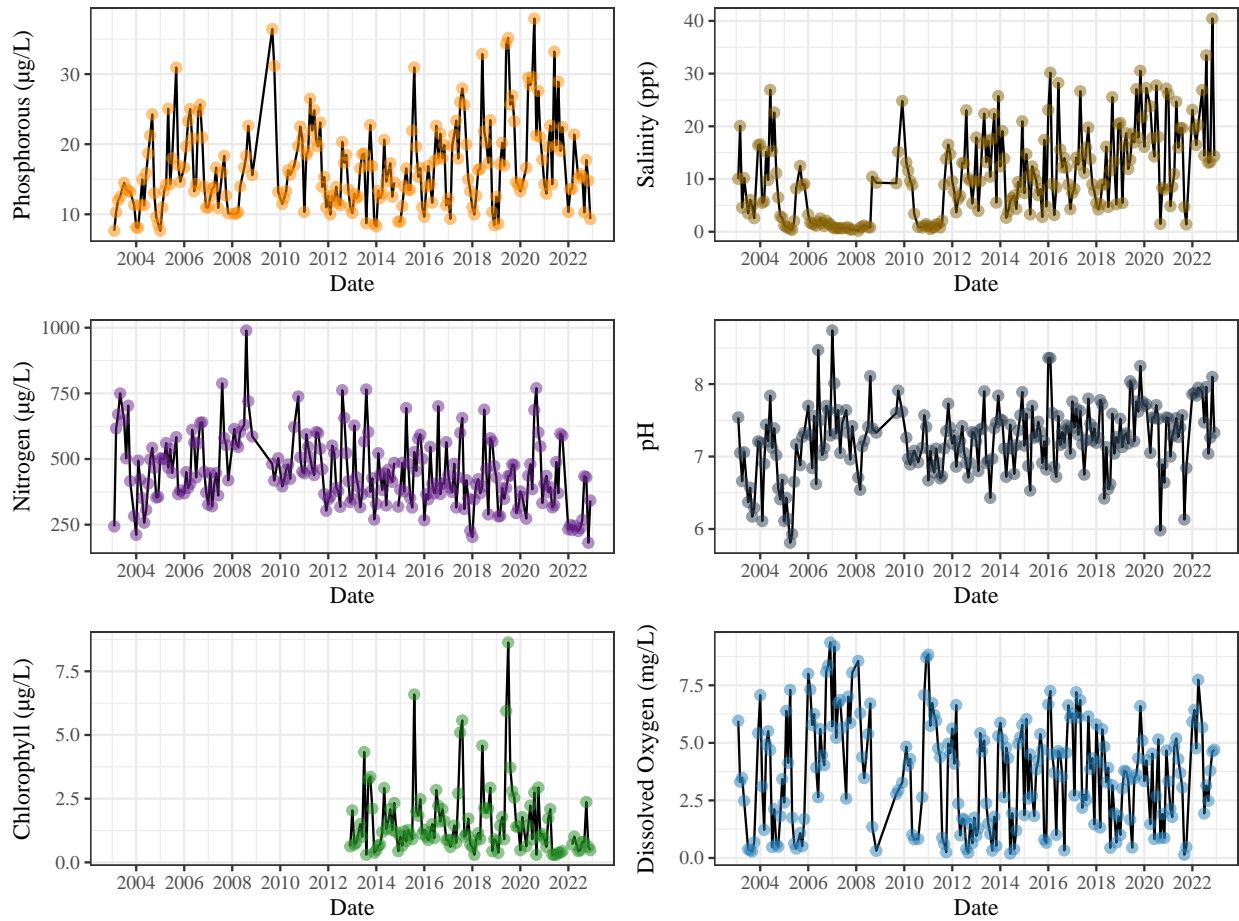 Phosphorous (µg/L)
30
20
10
2004 2006 2008 2010 2012 2014 2016 2018 2020 2022
Date
Salinity (ppt)
40
30
20
10
0
2004 2006 2008 2010 2012 2014 2016 2018 2020 2022
Date
Nitrogen (µg/L)
1000
750
500
250
2004 2006 2008 2010 2012 2014 2016 2018 2020 2022
Date
pH
8
7
6
2004 2006 2008 2010 2012 2014 2016 2018 2020 2022
Date
Chlorophyll (µg/L)
7.5
5.0
2.5
0.0
2004 2006 2008 2010 2012 2014 2016 2018 2020 2022
Date
Dissolved Oxygen (mg/L)
7.5
5.0
2.5
0.0
2004 2006 2008 2010 2012 2014 2016 2018 2020 2022
Date